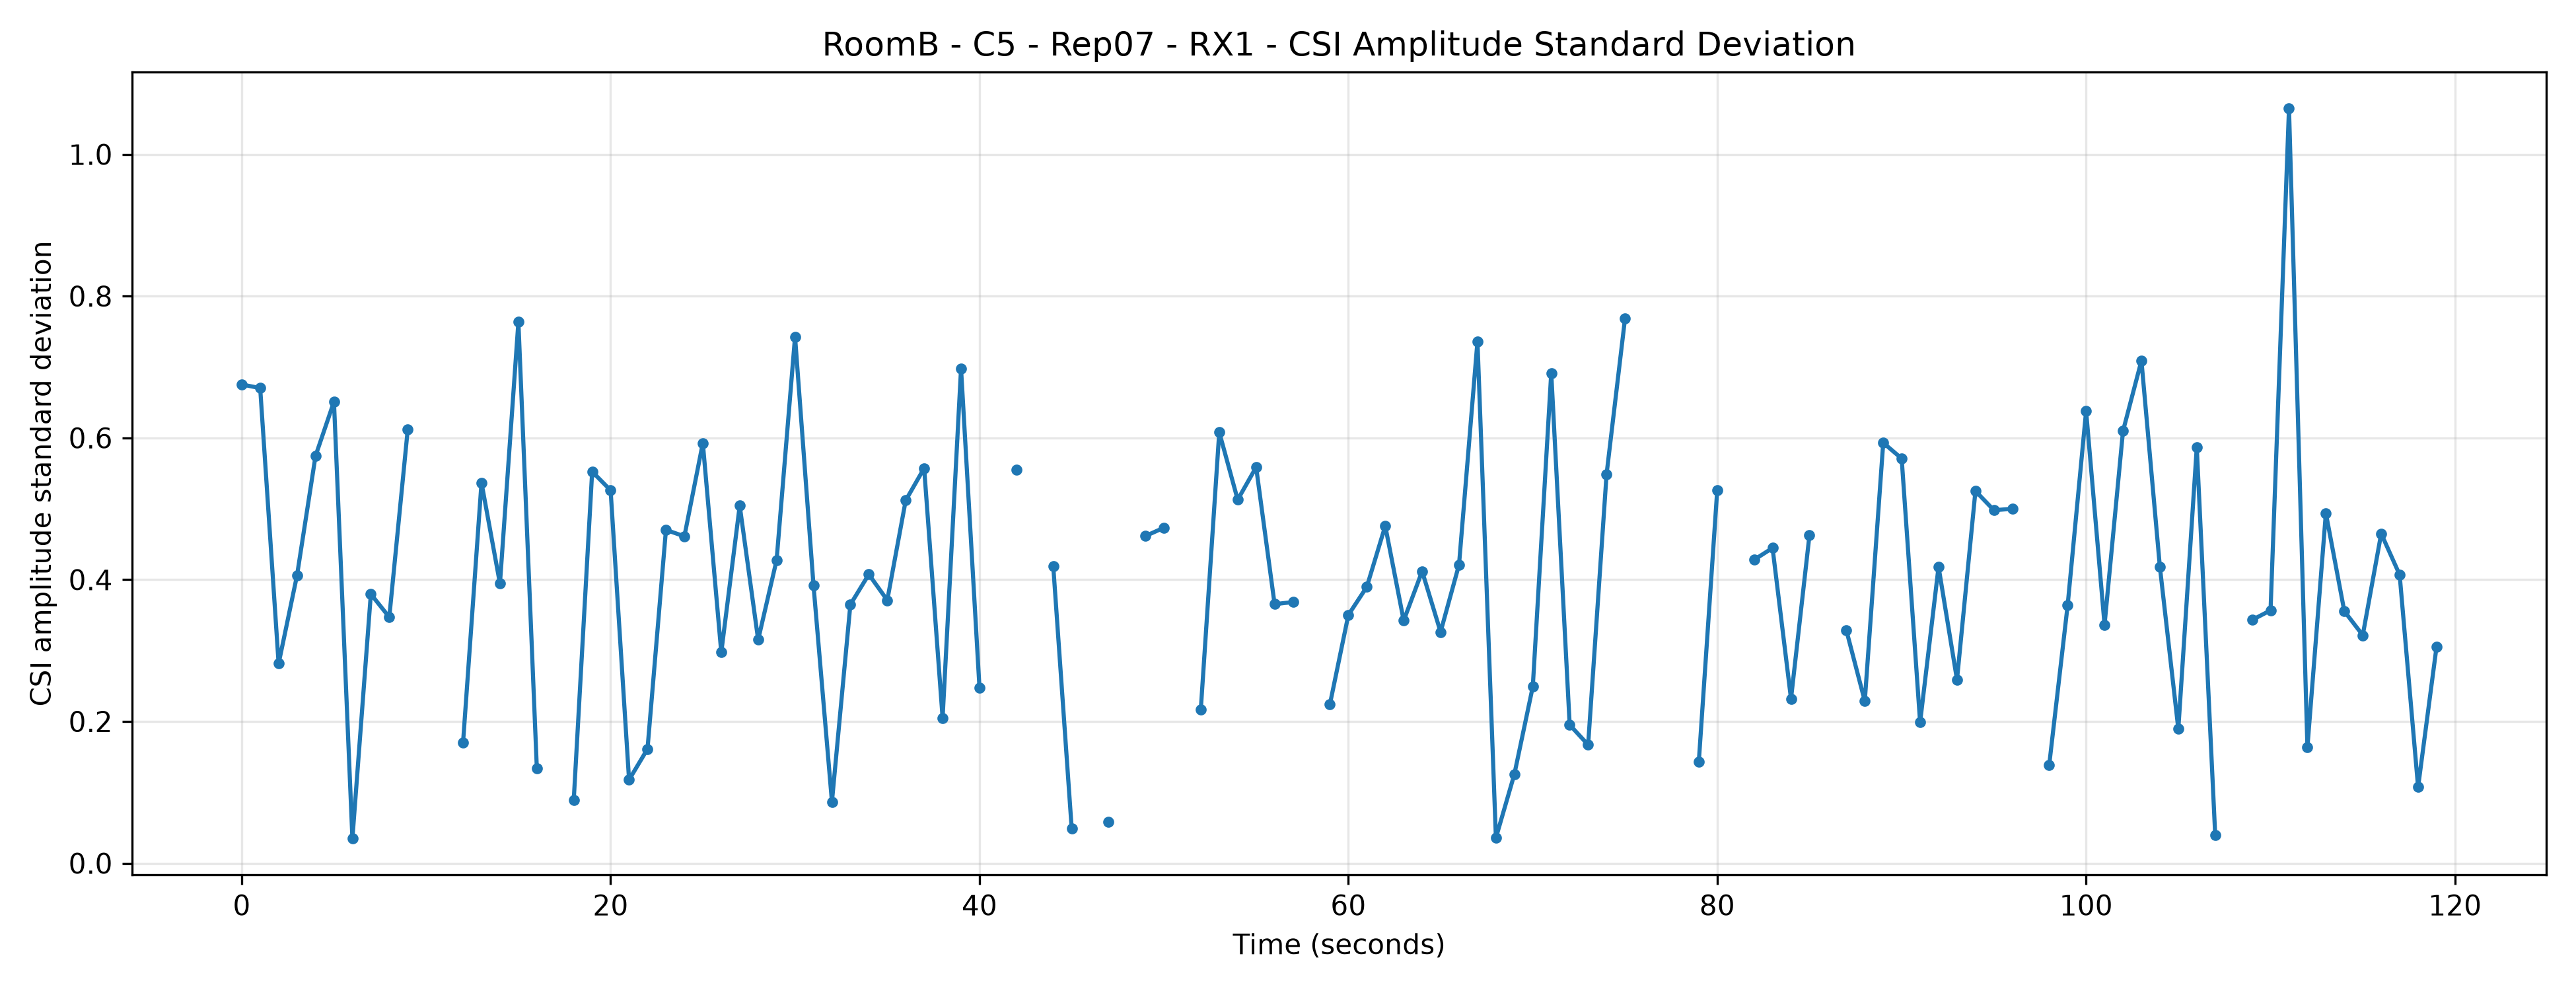 RoomB - C5 - Rep07 - RX1 - CSI Amplitude Standard Deviation
CSI amplitude standard deviation
1.0
0.8
0.6
0.4
0.2
0.0
0 20 40 60 80 100 120
Time (seconds)